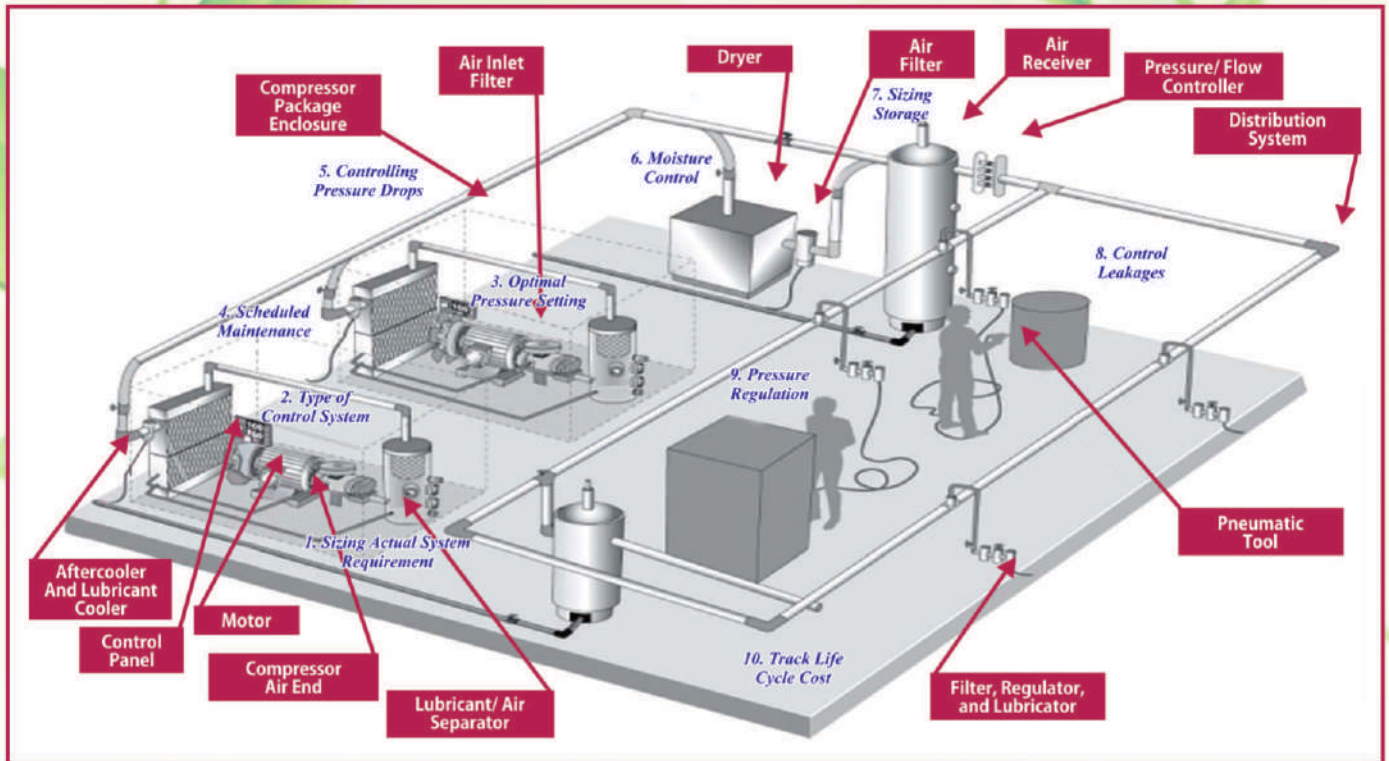 Compressor
Package
Enclosure
Air Inlet
Filter
Dryer
Air
Filter
Air
Receiver
Pressure/ Flow
Controller
Distribution
System
7. Sizing
Storage
6. Moisture
Control
5. Controlling
Pressure Drops
8. Control
Leakages
3. Optimal
Pressure Setting
4. Scheduled
Maintenance
9. Pressure
Regulation
2. Type of
Control System
1. Sizing Actual System
Requirement
10. Track Life
Cycle Cost
Aftercooler
And Lubricant
Cooler
Control
Panel
Motor
Compressor
Air End
Lubricant/ Air
Separator
Filter, Regulator,
and Lubricator
Pneumatic
Tool